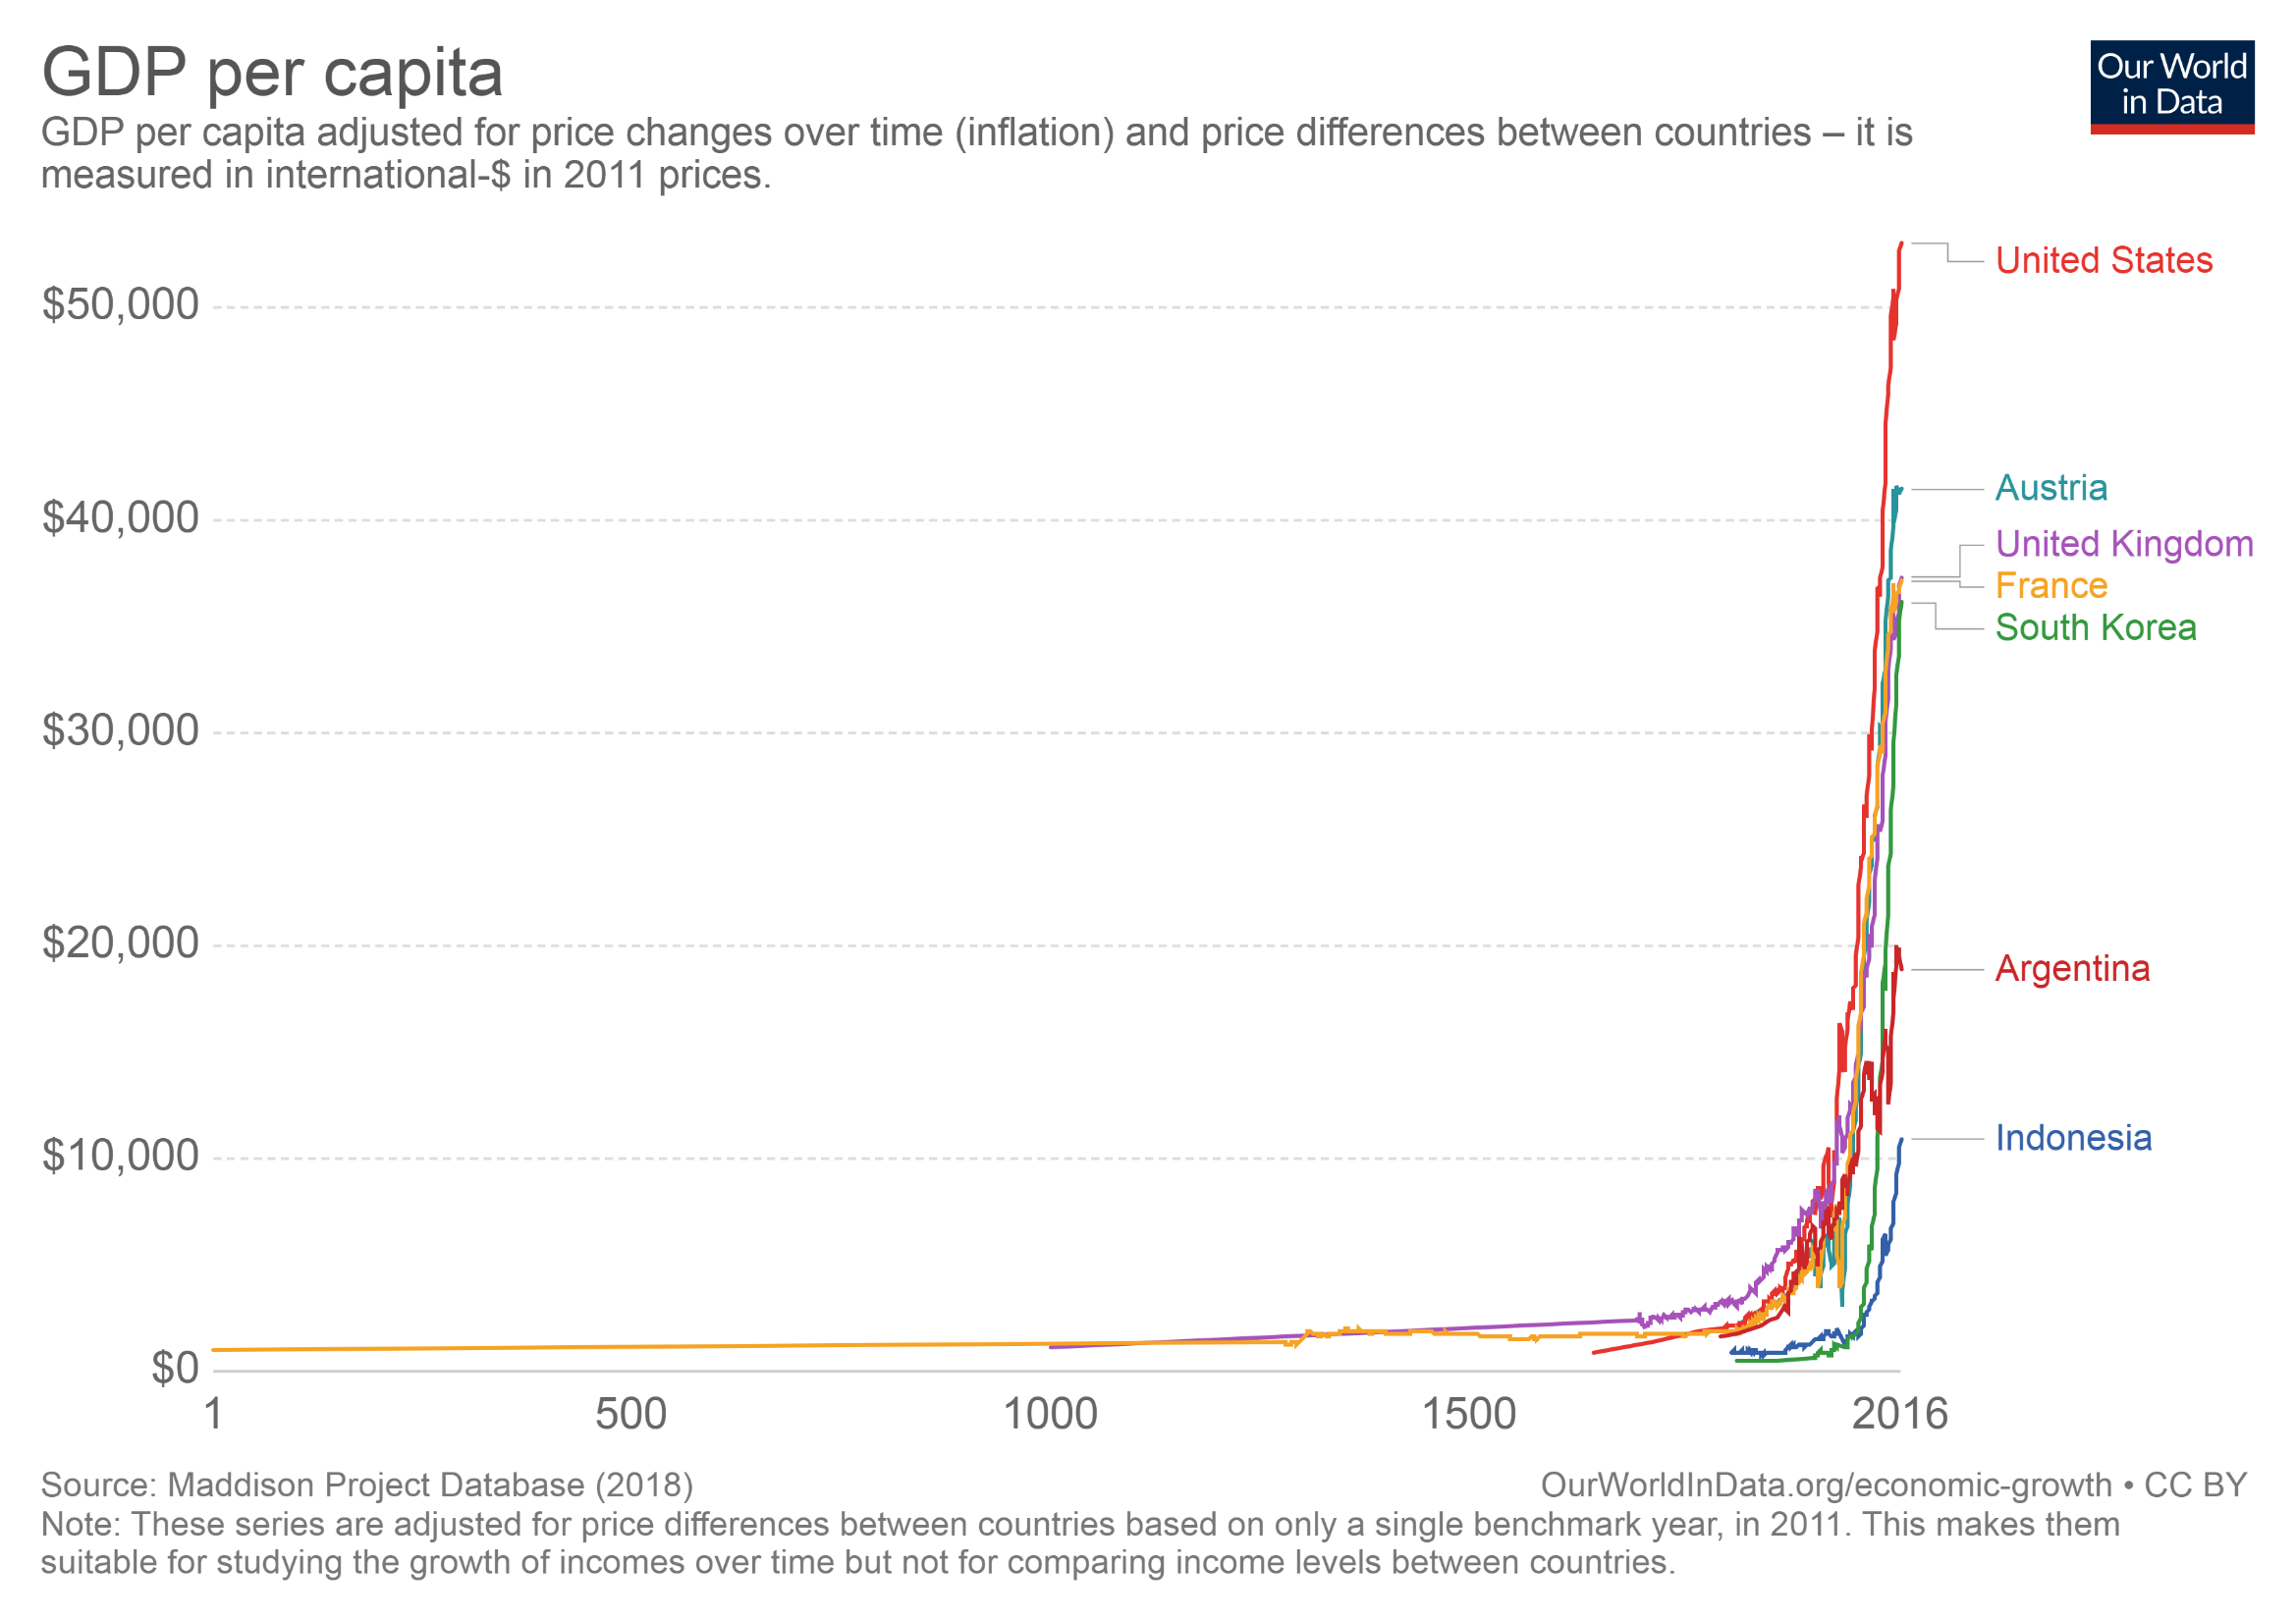 GDP per capita
Our World
in Data
GDP per capita adjusted for price changes over time (inflation) and price differences between countries – it is
measured in international-$ in 2011 prices.
United States
$50,000
Austria
$40,000
United Kingdom
France
South Korea
$30,000
$20,000
Argentina
$10,000
Indonesia
$0
1 500 1000 1500 2016
Source: Maddison Project Database (2018)
OurWorldInData.org/economic-growth • CC BY
Note: These series are adjusted for price differences between countries based on only a single benchmark year, in 2011. This makes them
suitable for studying the growth of incomes over time but not for comparing income levels between countries.